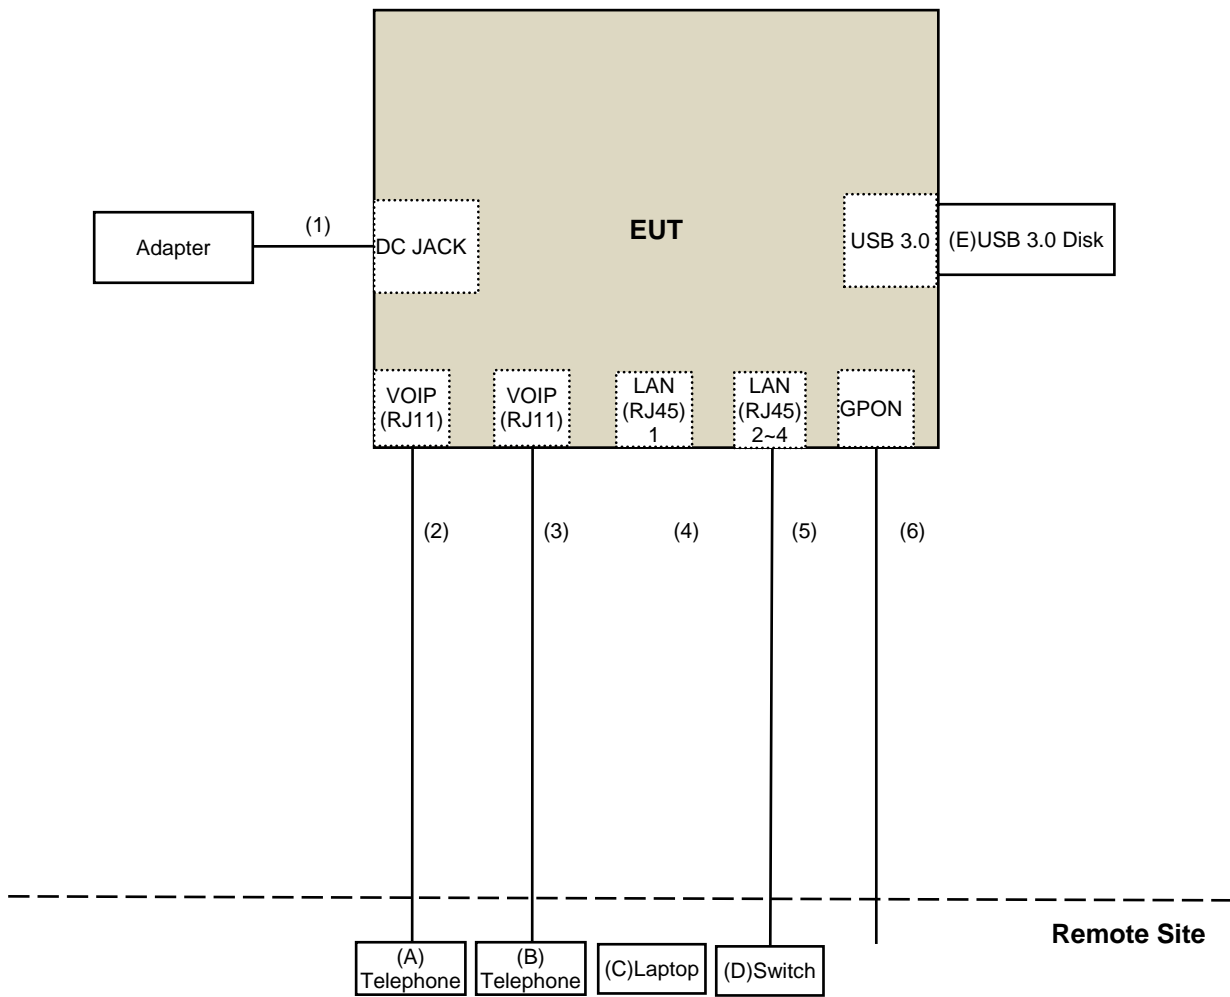 EUT
(1)
Adapter
DC JACK
USB 3.0
(E)USB 3.0 Disk
VOIP
(RJ11)
VOIP
(RJ11)
LAN
(RJ45)
1
LAN
(RJ45)
2~4
GPON
(2)
(3)
(4)
(5)
(6)
Remote Site
(A)
Telephone
(B)
Telephone
(C)Laptop
(D)Switch